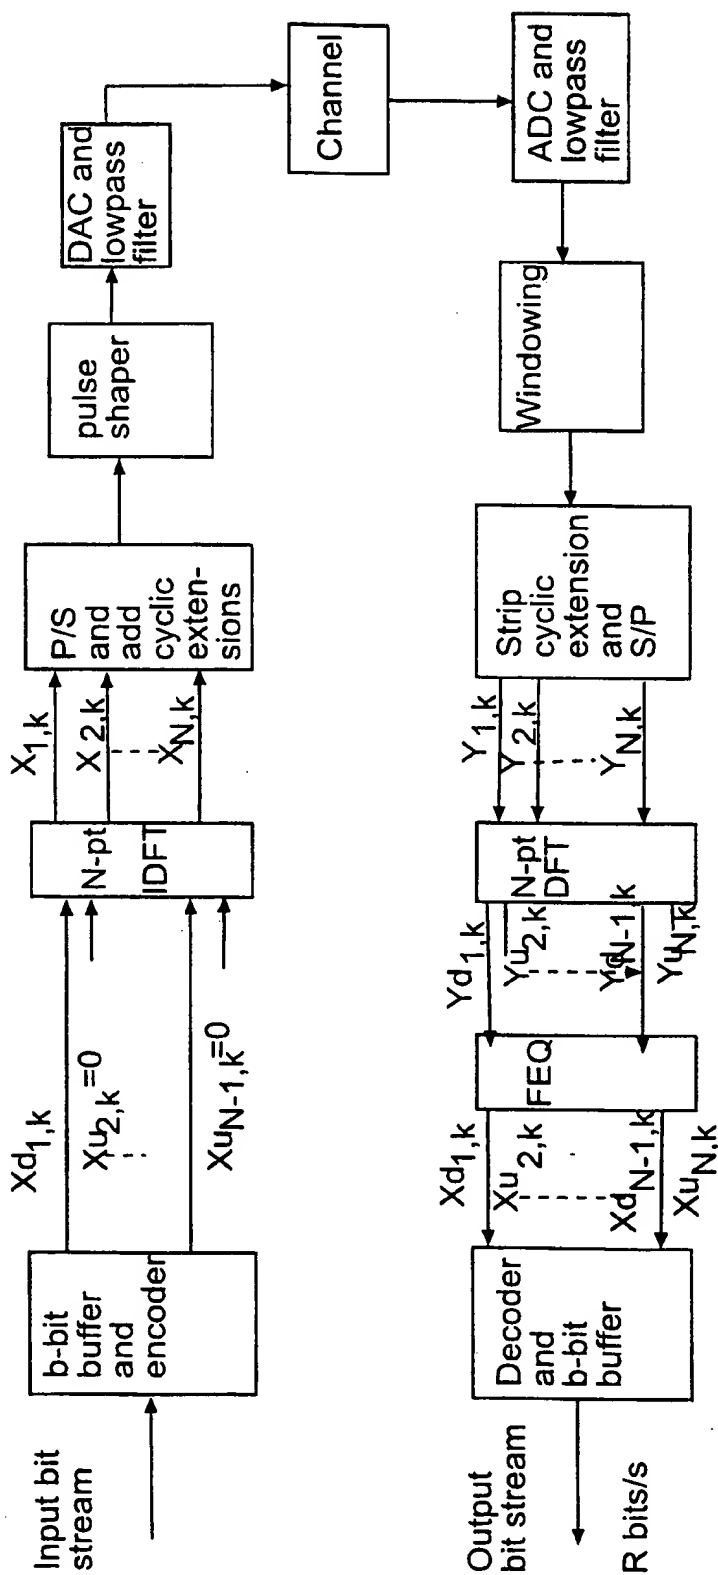 Input bit
stream
b-bit
buffer
and
encoder
Xd1,k
Xu2,k=0
XuN-1,k=0
N-pt
IDFT
X1,k
X2,k
XN,k
P/S
and
add
cyclic
exten-
sions
pulse
shaper
DAC and
lowpass
filter
Channel
ADC and
lowpass
filter
Windowing
Strip
cyclic
extension
and
S/P
Y1,k
Y2,k
YN,k
N-pt
DFT
Yd1,k
Yu2,k
YdN-1,k
YuN,k
FEQ
Xd1,k
Xu2,k
XdN-1,k
XuN,k
Decoder
and
b-bit
buffer
Output
bit stream
R bits/s